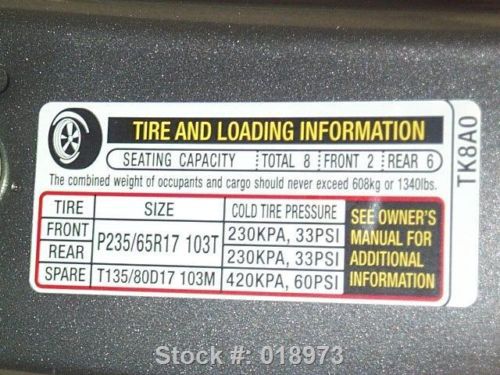 TIRE AND LOADING INFORMATION
SEATING CAPACITY TOTAL 8 FRONT 2 REAR 6
The combined weight of occupants and cargo should never exceed 608kg or 1340lbs.
TIRE SIZE COLD TIRE PRESSURE
FRONT P235/65R17 103T 230KPA, 33PSI
REAR 230KPA, 33PSI
SPARE T135/80D17 103M 420KPA, 60PSI
SEE OWNER'S
MANUAL FOR
ADDITIONAL
INFORMATION
TK8A0
Stock #: 018973